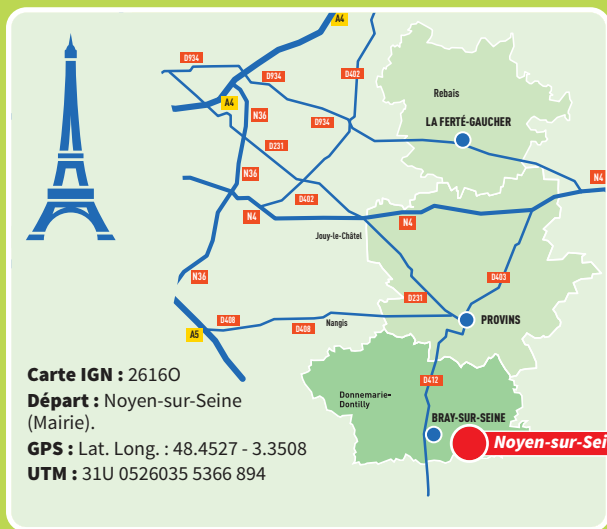 A4
D934
D402
D934
A4
Rebais
N36
D934
LA FERTÉ-GAUCHER
D231
N36
N4
D402
N4
N4
Jouy-le-Châtel
N36
D403
D231
D408
Nangis
PROVINS
A5
D408
Carte IGN : 2616O
D412
Départ : Noyen-sur-Seine
(Mairie).
Donnemarie-
Dontilly
BRAY-SUR-SEINE
GPS : Lat. Long. : 48.4527 - 3.3508
Noyen-sur-Sei
UTM : 31U 0526035 5366 894